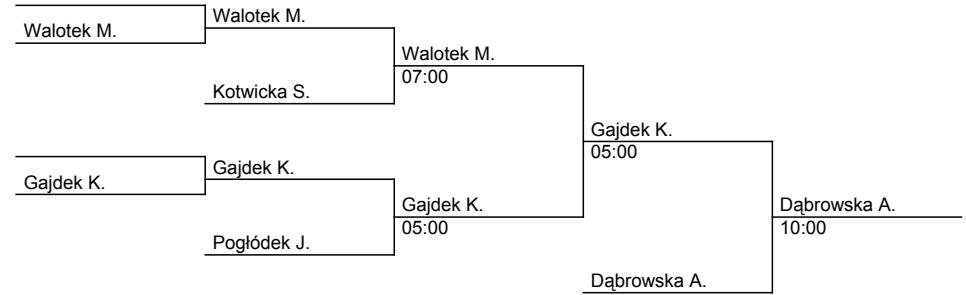 Walotek M.
Walotek M.
Kotwicka S.
Walotek M.
07:00
Gajdek K.
Gajdek K.
Pogłódek J.
Gajdek K.
05:00
Gajdek K.
05:00
Dąbrowska A.
Dąbrowska A.
10:00